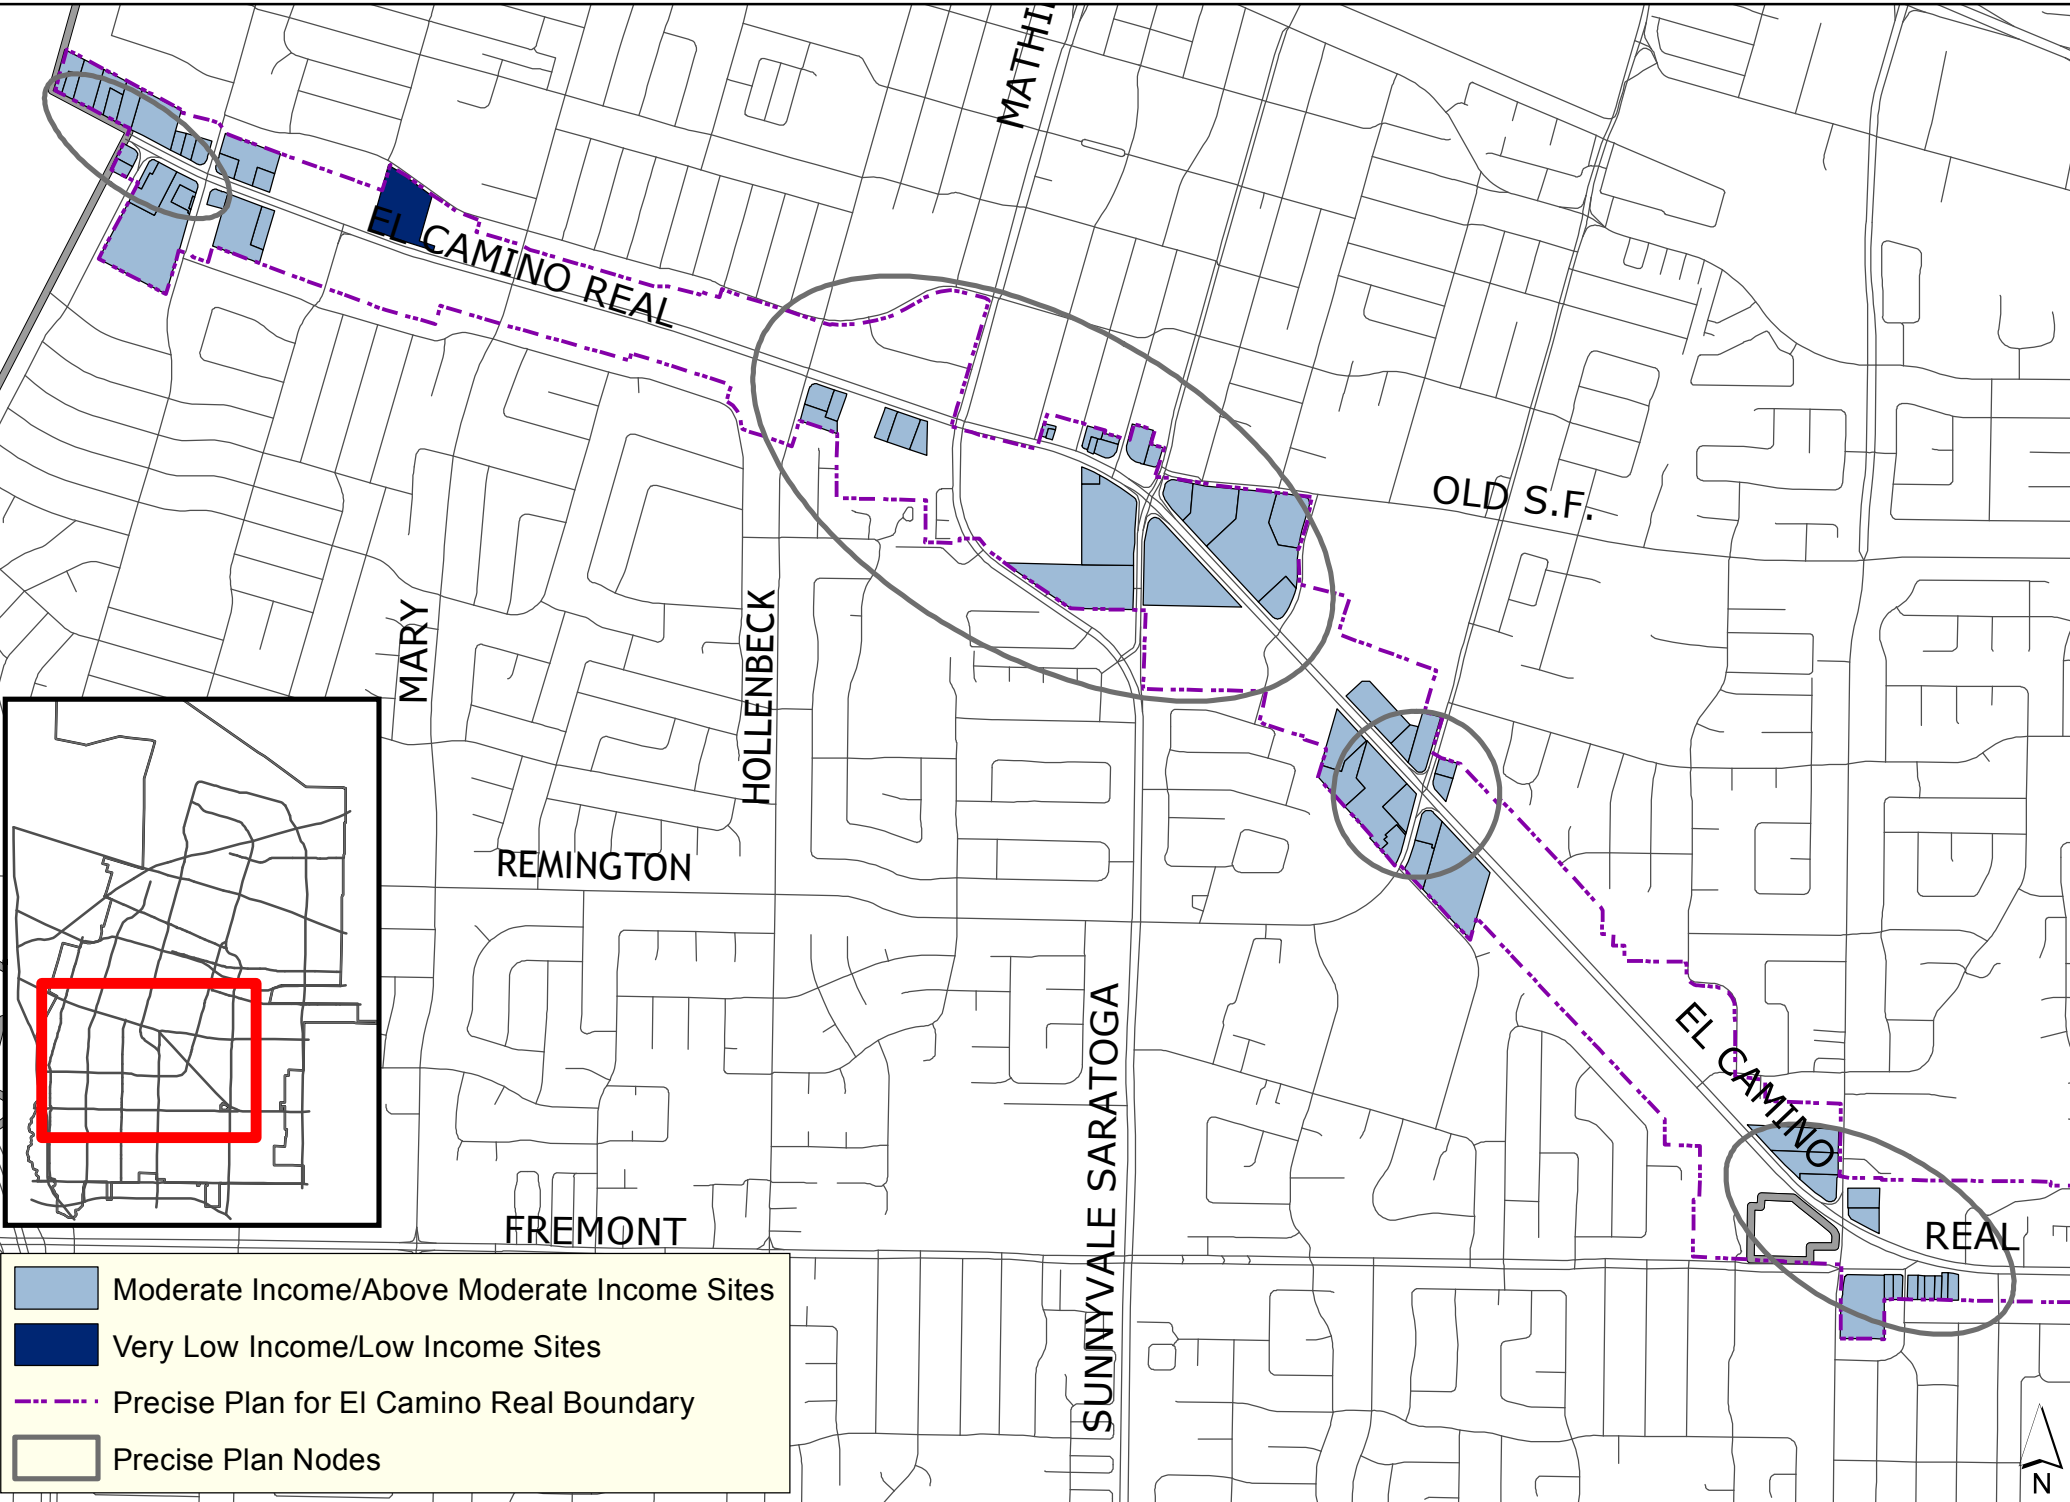 MATHI
EL CAMINO REAL
OLD S.F.
MARY
HOLLENBECK
REMINGTON
SUNNYVALE SARATOGA
EL CAMINO
REAL
FREMONT
Moderate Income/Above Moderate Income Sites
Very Low Income/Low Income Sites
Precise Plan for El Camino Real Boundary
Precise Plan Nodes
N